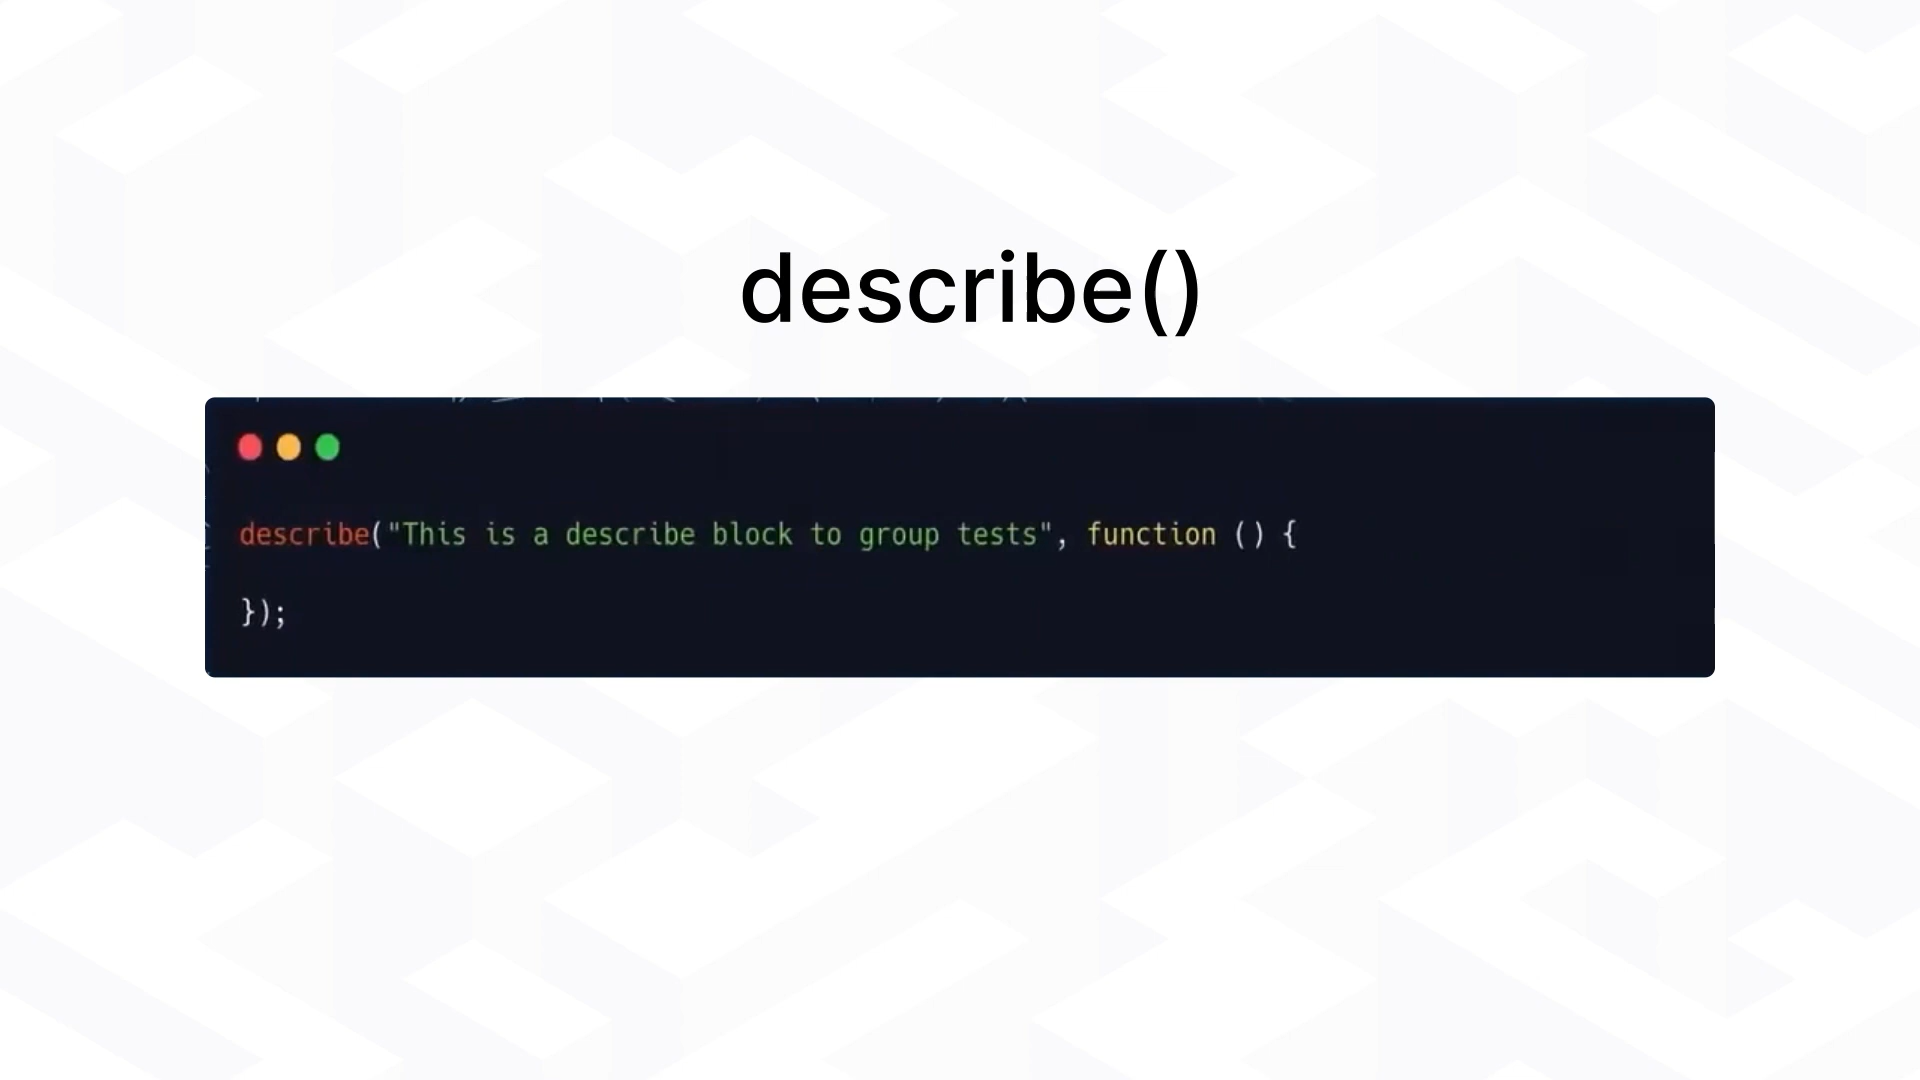 describe()
describe("This is a describe block to group tests", function () {
});